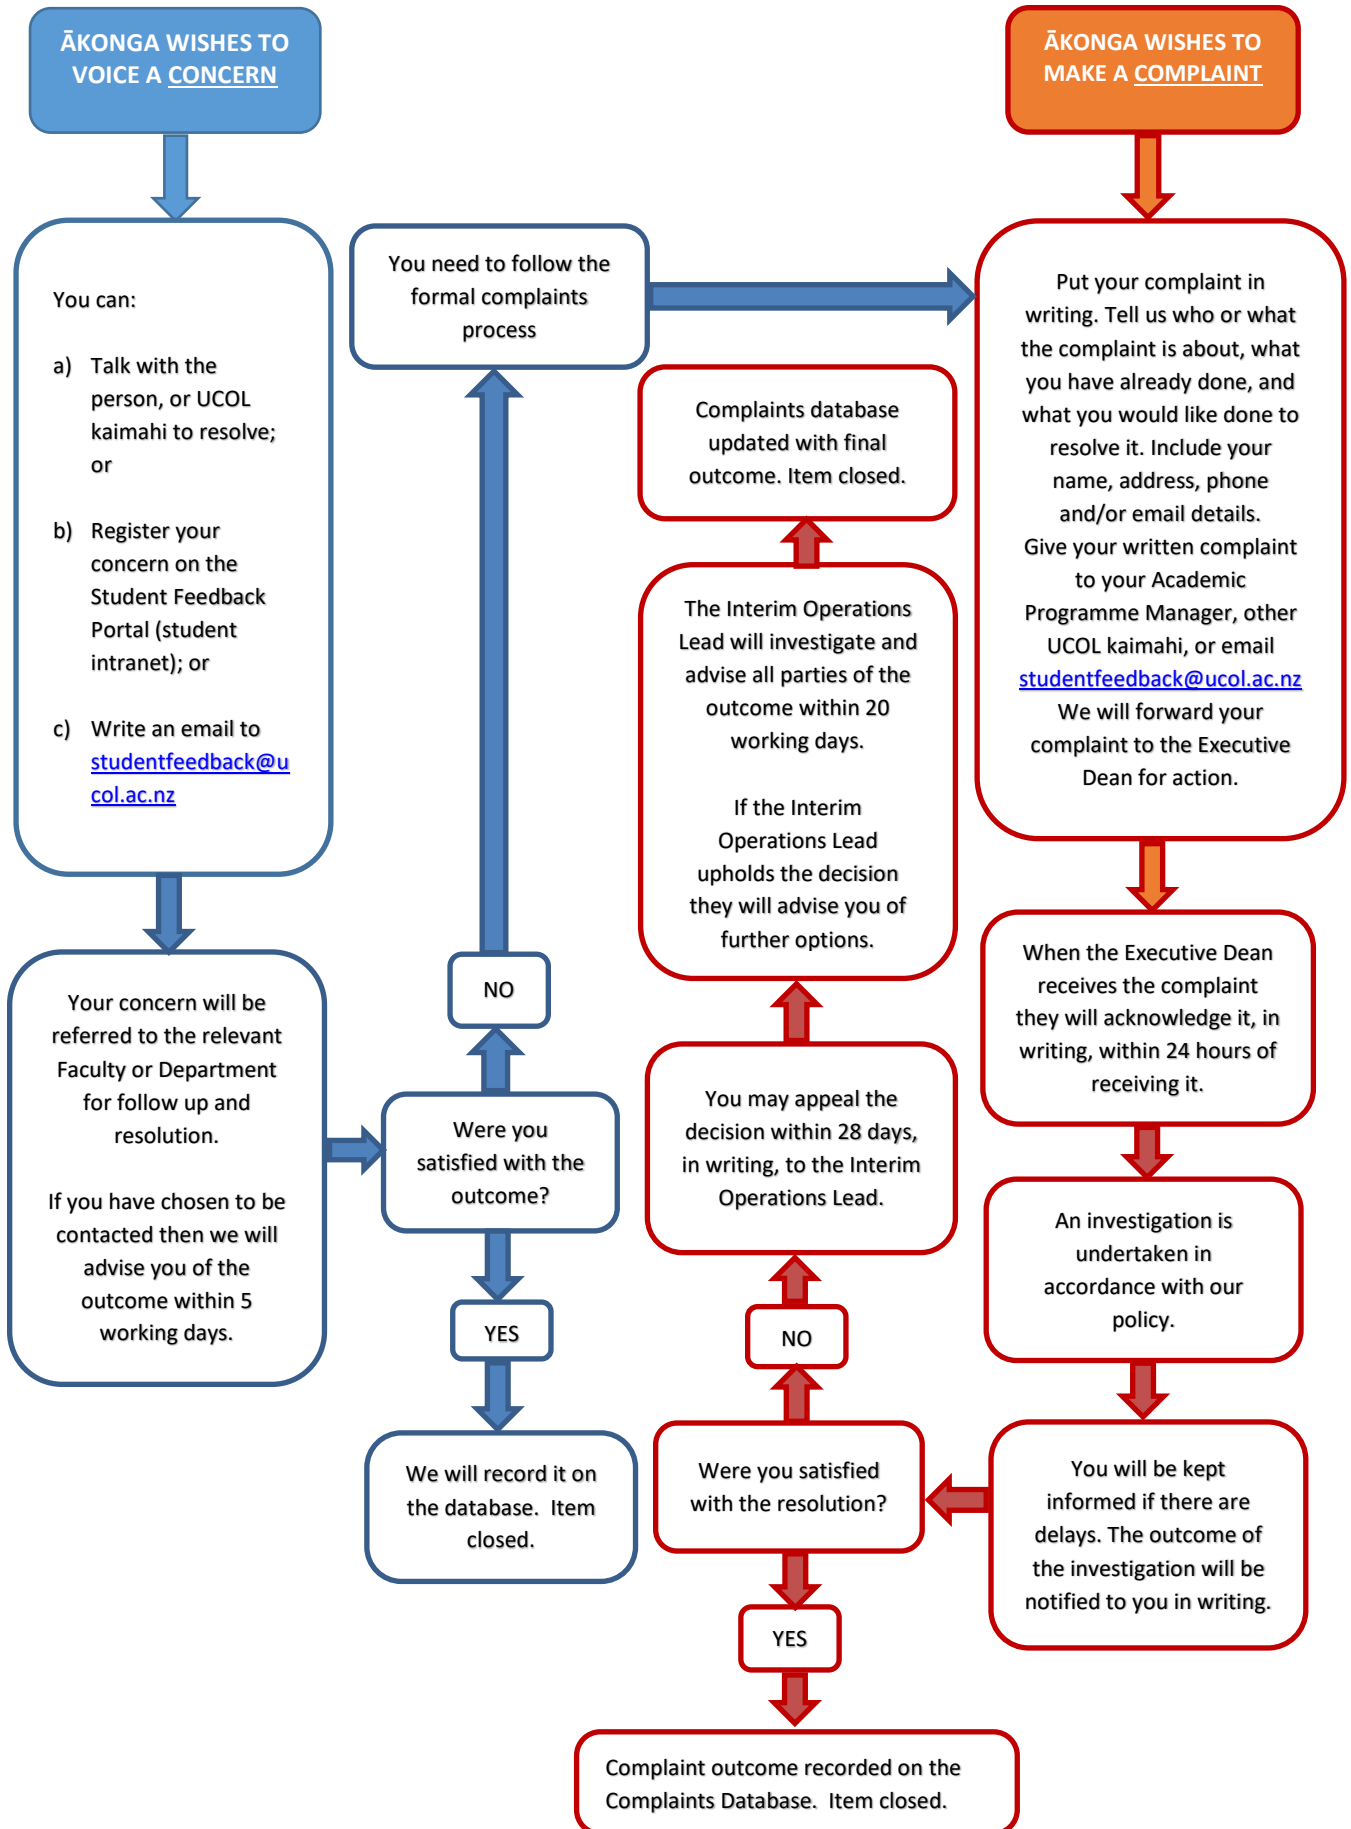 ĀKONGA WISHES TO
VOICE A CONCERN
You can:
a) Talk with the
person, or UCOL
kaimahi to resolve;
or
b) Register your
concern on the
Student Feedback
Portal (student
intranet); or
c) Write an email to
studentfeedback@u
col.ac.nz
Your concern will be
referred to the relevant
Faculty or Department
for follow up and
resolution.
If you have chosen to be
contacted then we will
advise you of the
outcome within 5
working days.
Were you
satisfied with the
outcome?
NO
You need to follow the
formal complaints
process
YES
We will record it on
the database.  Item
closed.
ĀKONGA WISHES TO
MAKE A COMPLAINT
Put your complaint in
writing. Tell us who or what
the complaint is about, what
you have already done, and
what you would like done to
resolve it. Include your
name, address, phone
and/or email details.
Give your written complaint
to your Academic
Programme Manager, other
UCOL kaimahi, or email
studentfeedback@ucol.ac.nz
We will forward your
complaint to the Executive
Dean for action.
When the Executive Dean
receives the complaint
they will acknowledge it, in
writing, within 24 hours of
receiving it.
An investigation is
undertaken in
accordance with our
policy.
You will be kept
informed if there are
delays. The outcome of
the investigation will be
notified to you in writing.
Were you satisfied
with the resolution?
NO
You may appeal the
decision within 28 days,
in writing, to the Interim
Operations Lead.
The Interim Operations
Lead will investigate and
advise all parties of the
outcome within 20
working days.
If the Interim
Operations Lead
upholds the decision
they will advise you of
further options.
Complaints database
updated with final
outcome. Item closed.
YES
Complaint outcome recorded on the
Complaints Database.  Item closed.